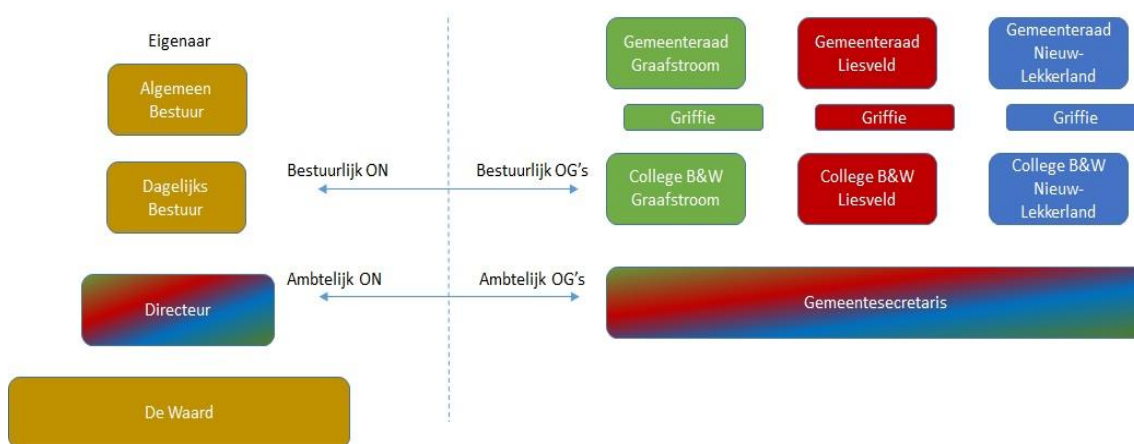 Eigenaar
Algemeen
Bestuur
Dagelijks
Bestuur
Directeur
De Waard
Bestuurlijk ON
Bestuurlijk OG's
Ambtelijk ON
Ambtelijk OG's
Gemeenteraad
Graafstroom
Gemeenteraad
Liesveld
Gemeenteraad
Nieuw-
Lekkerland
Griffie
Griffie
Griffie
College B&W
Graafstroom
College B&W
Liesveld
College B&W
Nieuw-
Lekkerland
Gemeentesecretaris